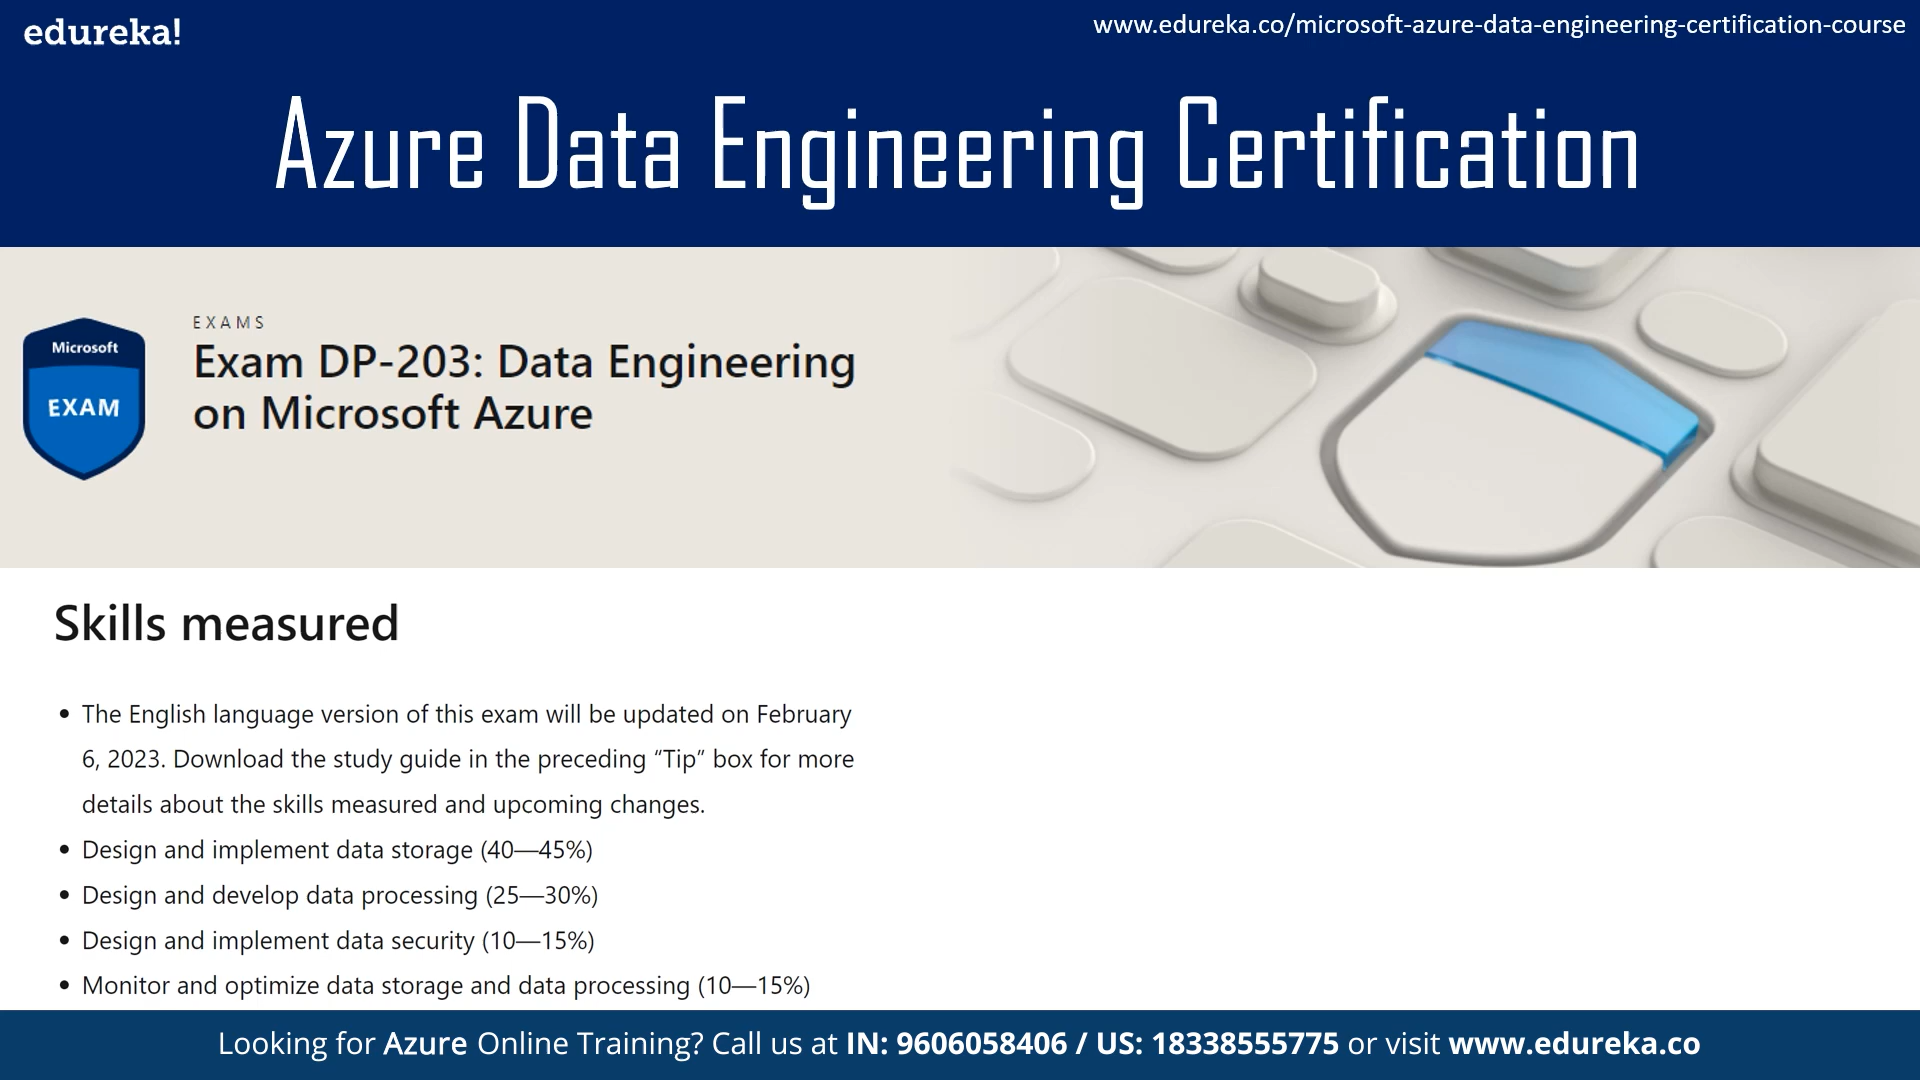 edureka!
www.edureka.co/microsoft-azure-data-engineering-certification-course
Azure Data Engineering Certification
Microsoft
EXAM
EXAMS
Exam DP-203: Data Engineering
on Microsoft Azure
Skills measured
• The English language version of this exam will be updated on February
6, 2023. Download the study guide in the preceding “Tip” box for more
details about the skills measured and upcoming changes.
• Design and implement data storage (40—45%)
• Design and develop data processing (25—30%)
• Design and implement data security (10—15%)
• Monitor and optimize data storage and data processing (10—15%)
Looking for Azure Online Training? Call us at IN: 9606058406 / US: 18338555775 or visit www.edureka.co